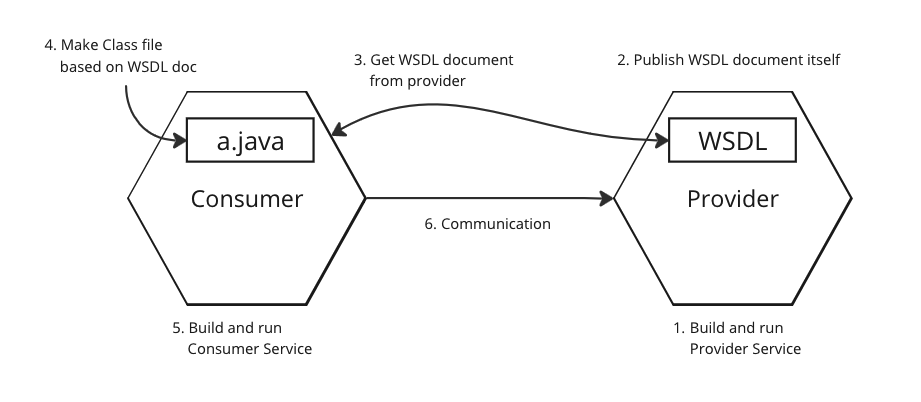 4. Make Class file
based on WSDL doc
3. Get WSDL document
from provider
2. Publish WSDL document itself
a.java
WSDL
Consumer
Provider
6. Communication
5. Build and run
Consumer Service
1. Build and run
Provider Service